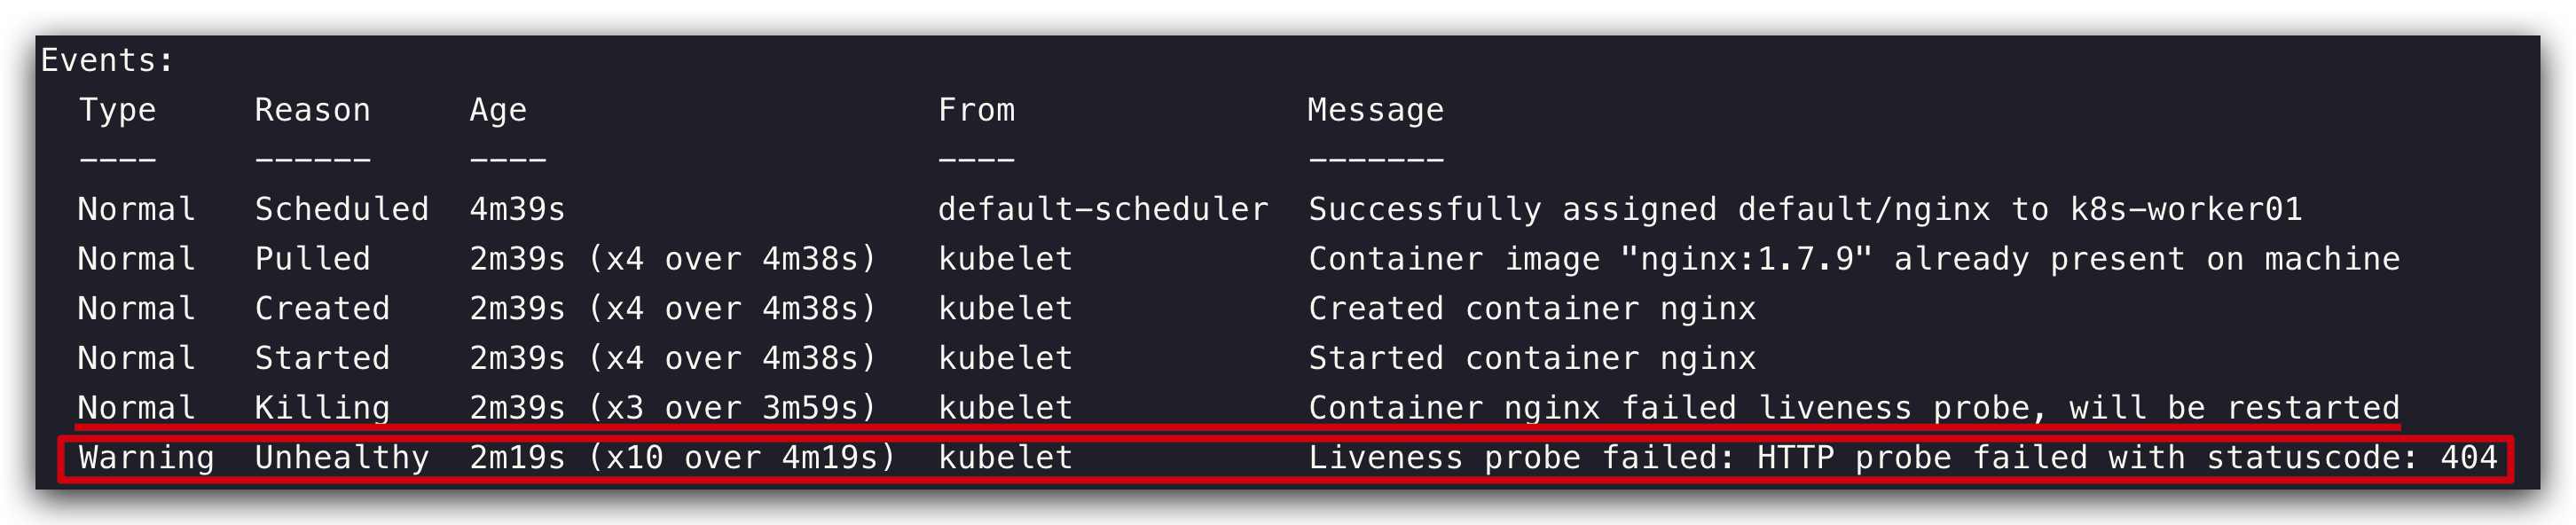 Events:
Type Reason Age From Message
---- ------ ---- ---- -------
Normal Scheduled 4m39s default-scheduler Successfully assigned default/nginx to k8s-worker01
Normal Pulled 2m39s (x4 over 4m38s) kubelet Container image "nginx:1.7.9" already present on machine
Normal Created 2m39s (x4 over 4m38s) kubelet Created container nginx
Normal Started 2m39s (x4 over 4m38s) kubelet Started container nginx
Normal Killing 2m39s (x3 over 3m59s) kubelet Container nginx failed liveness probe, will be restarted
Warning Unhealthy 2m19s (x10 over 4m19s) kubelet Liveness probe failed: HTTP probe failed with statuscode: 404